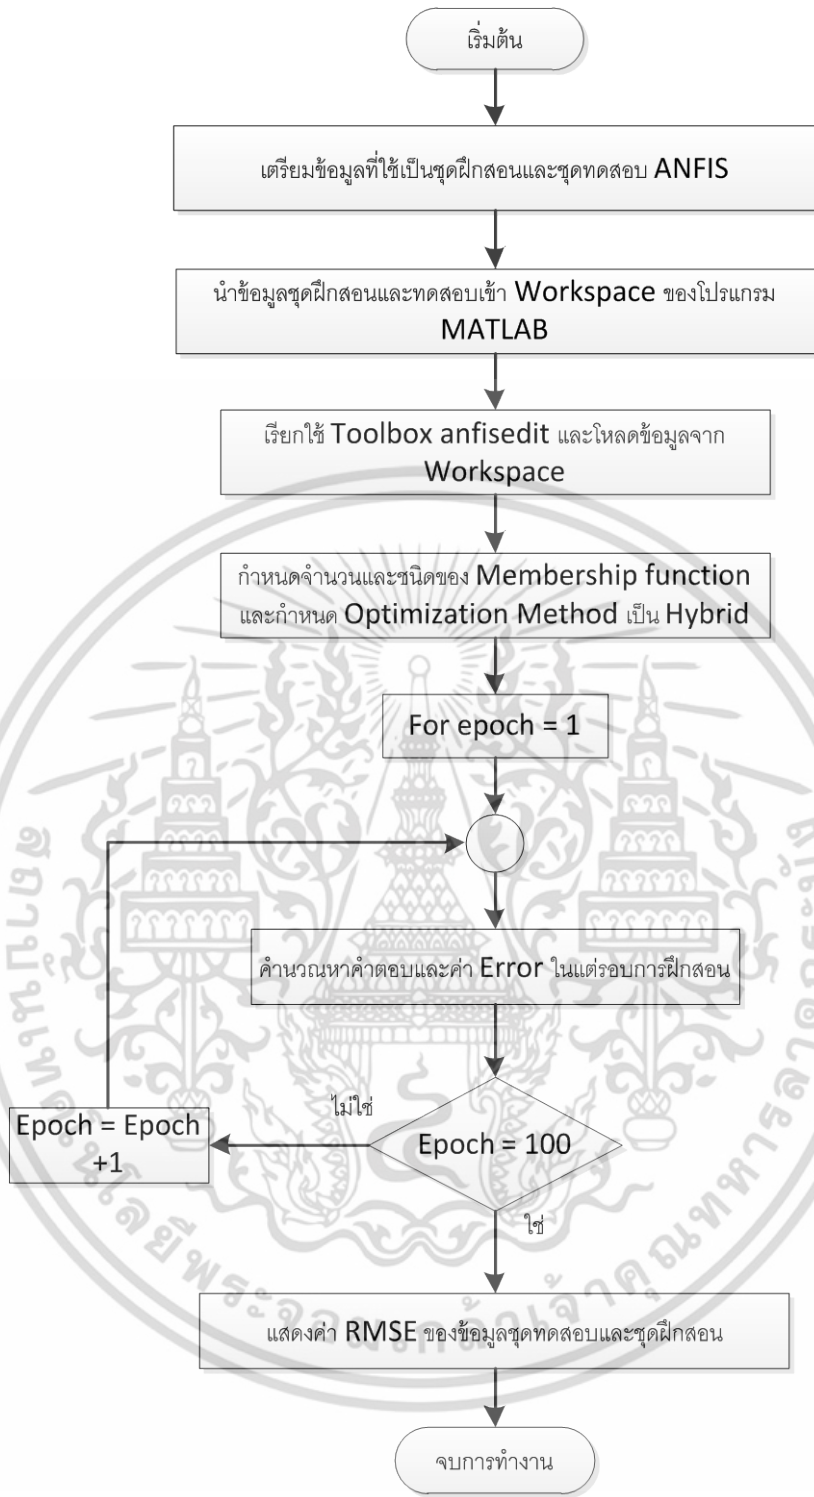 เริ่มต้น
เตรียมข้อมูลที่ใช้เป็นชุดฝึกสอนและชุดทดสอบ ANFIS
นำข้อมูลชุดฝึกสอนและทดสอบเข้า Workspace ของโปรแกรม
MATLAB
เรียกใช้ Toolbox anfisedit และโหลดข้อมูลจาก
Workspace
กำหนดจำนวนและชนิดของ Membership function
และกำหนด Optimization Method เป็น Hybrid
For epoch = 1
คำนวณหาคำตอบและค่า Error ในแต่รอบการฝึกสอน
ไม่ใช่
Epoch = Epoch
+1
Epoch = 100
ใช่
แสดงค่า RMSE ของข้อมูลชุดทดสอบและชุดฝึกสอน
จบการทำงาน